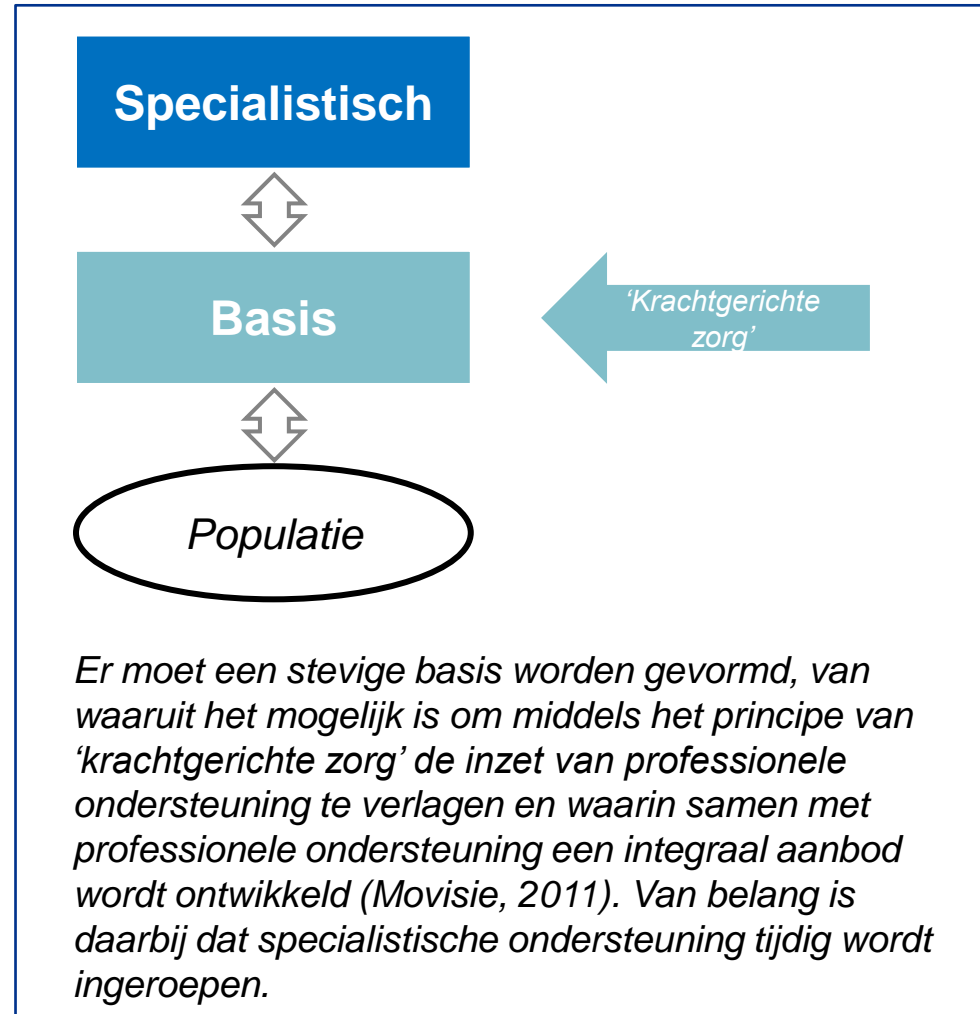 Specialistisch
Basis
‘Krachtgerichte
zorg’
Populatie
Er moet een stevige basis worden gevormd, van
waaruit het mogelijk is om middels het principe van
‘krachtgerichte zorg’ de inzet van professionele
ondersteuning te verlagen en waarin samen met
professionele ondersteuning een integraal aanbod
wordt ontwikkeld (Movisie, 2011). Van belang is
daarbij dat specialistische ondersteuning tijdig wordt
ingeroepen.